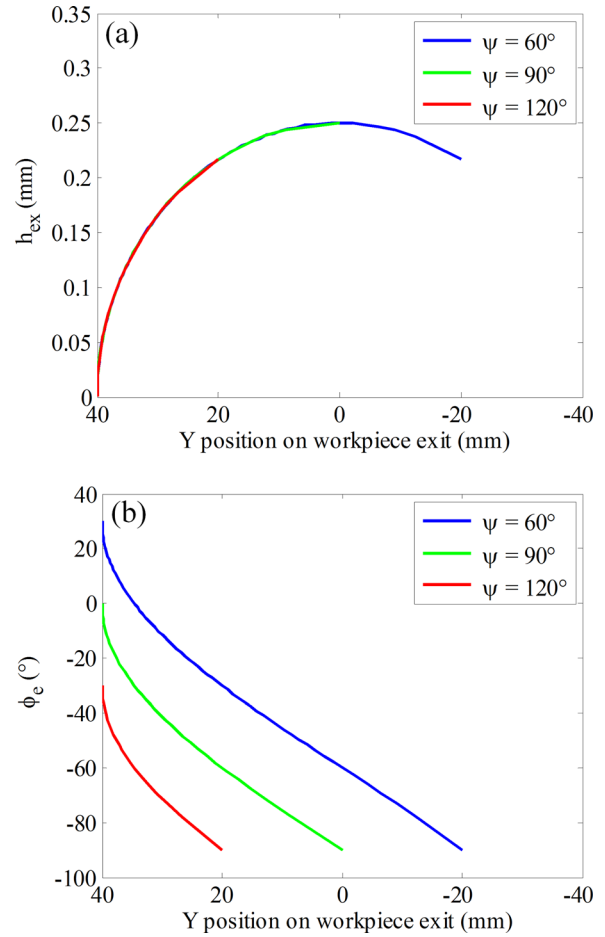 (a)
ψ = 60°
ψ = 90°
ψ = 120°
h_ex (mm)
0.35
0.3
0.25
0.2
0.15
0.1
0.05
0
40 20 0 -20 -40
Y position on workpiece exit (mm)
(b)
ψ = 60°
ψ = 90°
ψ = 120°
ϕ_e (°)
40
20
0
-20
-40
-60
-80
-100
40 20 0 -20 -40
Y position on workpiece exit (mm)